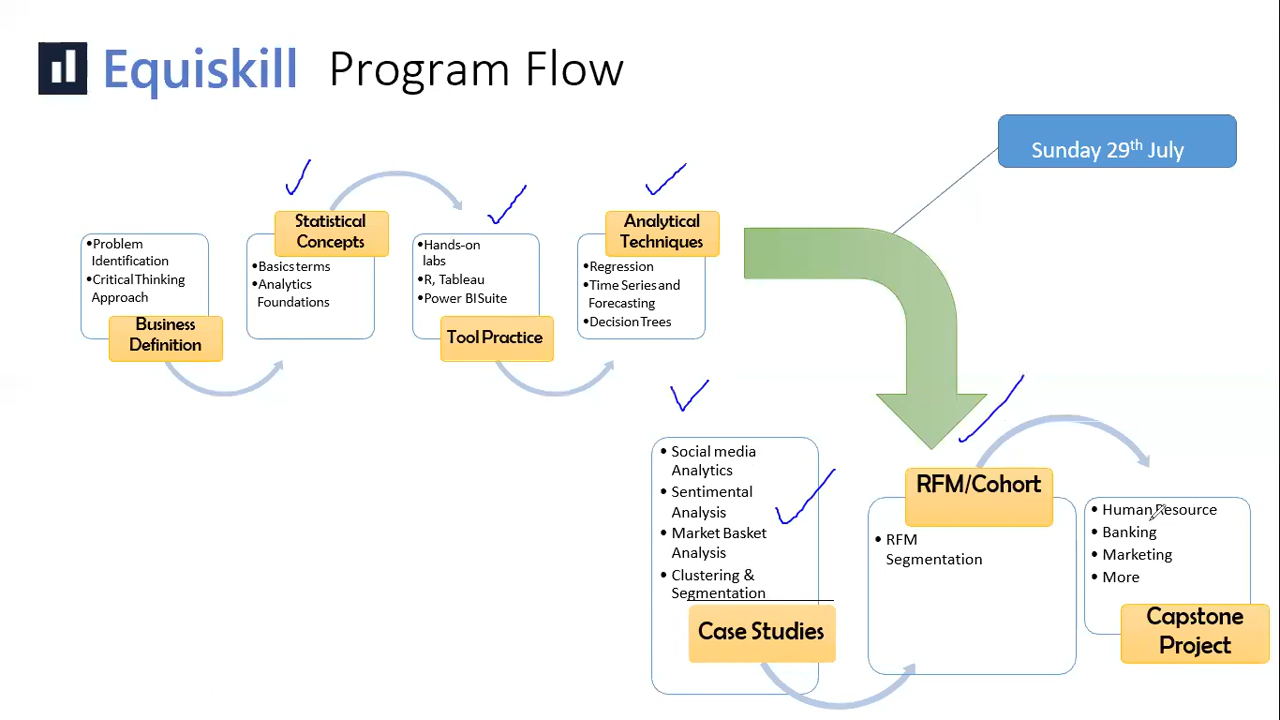 Equiskill Program Flow
Sunday 29th July
•Problem
Identification
•Critical Thinking
Approach
Business
Definition
Statistical
Concepts
•Basics terms
•Analytics
Foundations
•Hands-on
labs
•R, Tableau
•Power BI Suite
Tool Practice
Analytical
Techniques
•Regression
•Time Series and
Forecasting
•Decision Trees
• Social media
Analytics
• Sentimental
Analysis
• Market Basket
Analysis
• Clustering &
Segmentation
Case Studies
RFM/Cohort
• RFM
Segmentation
• Human Resource
• Banking
• Marketing
• More
Capstone
Project